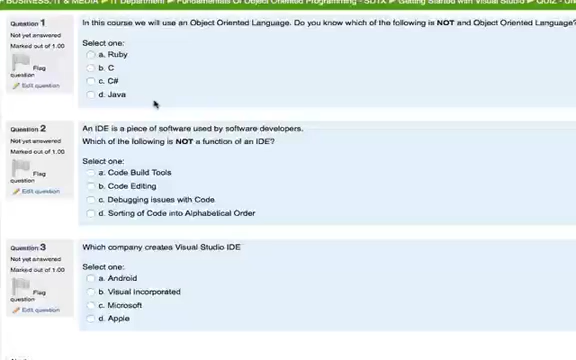 BUSINESS, IT & MEDIA ► IT Department ► Fundamentals Of Object Oriented Programming - SDTX ► Getting Started with Visual Studio ► QUIZ -
Question 1
Not yet answered
Marked out of 1.00
Flag question
Edit question
In this course we will use an Object Oriented Language. Do you know which of the following is NOT and Object Oriented Language?
Select one:
a. Ruby
b. C
c. C#
d. Java
Question 2
Not yet answered
Marked out of 1.00
Flag question
Edit question
An IDE is a piece of software used by software developers.
Which of the following is NOT a function of an IDE?
Select one:
a. Code Build Tools
b. Code Editing
c. Debugging issues with Code
d. Sorting of Code into Alphabetical Order
Question 3
Not yet answered
Marked out of 1.00
Flag question
Edit question
Which company creates Visual Studio IDE
Select one:
a. Android
b. Visual Incorporated
c. Microsoft
d. Apple